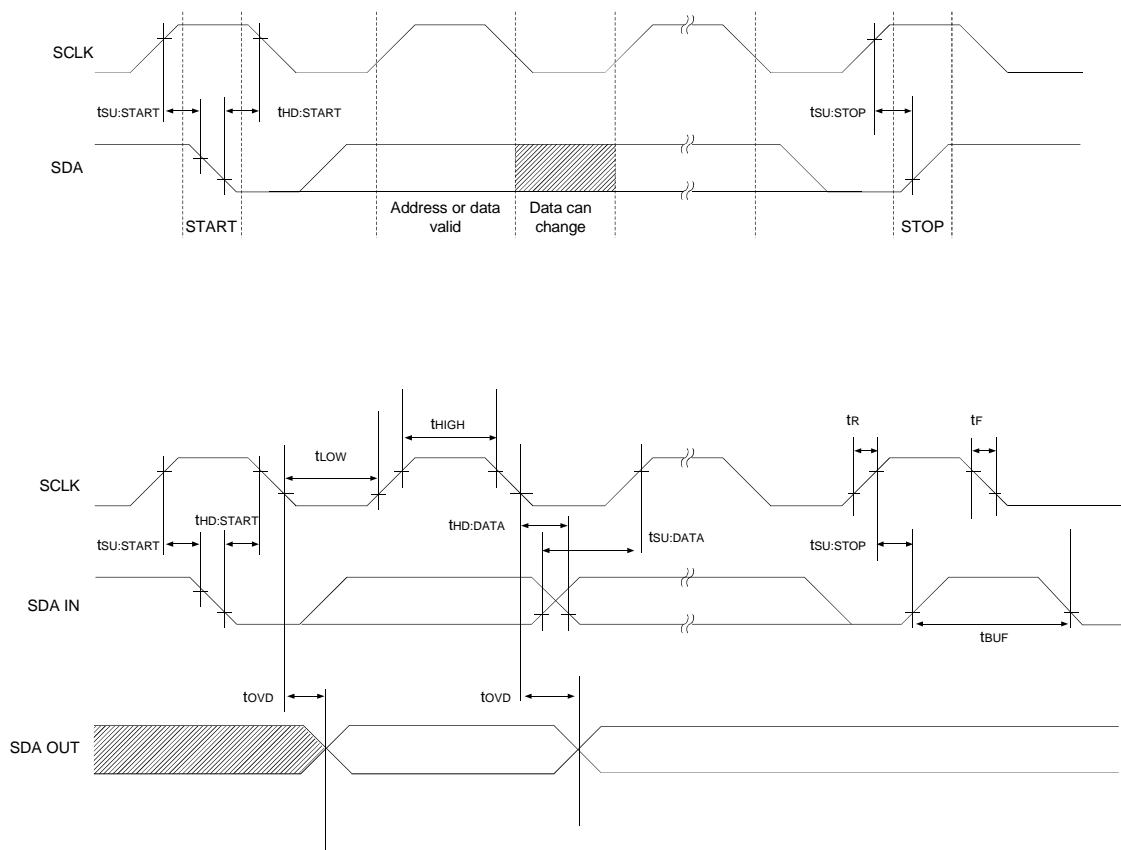 SCLK
tSU:START
tHD:START
tSU:STOP
SDA
Address or data
valid
Data can
change
START
STOP
tHIGH
tR
tF
tLOW
SCLK
tHD:START
tHD:DATA
tSU:DATA
tSU:START
tSU:STOP
SDA IN
tBUF
tOVD
tOVD
SDA OUT